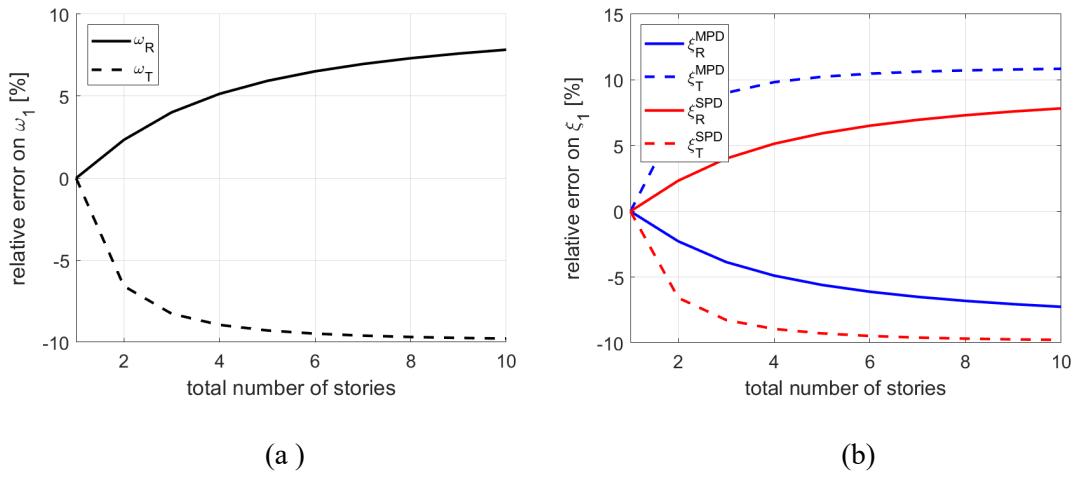 10
5
0
-5
-10
relative error on ω₁ [%]
ω_R
ω_T
2 4 6 8 10
total number of stories
(a )
15
10
5
0
-5
-10
relative error on ξ₁ [%]
ξ_R^MPD
ξ_T^MPD
ξ_R^SPD
ξ_T^SPD
2 4 6 8 10
total number of stories
(b)